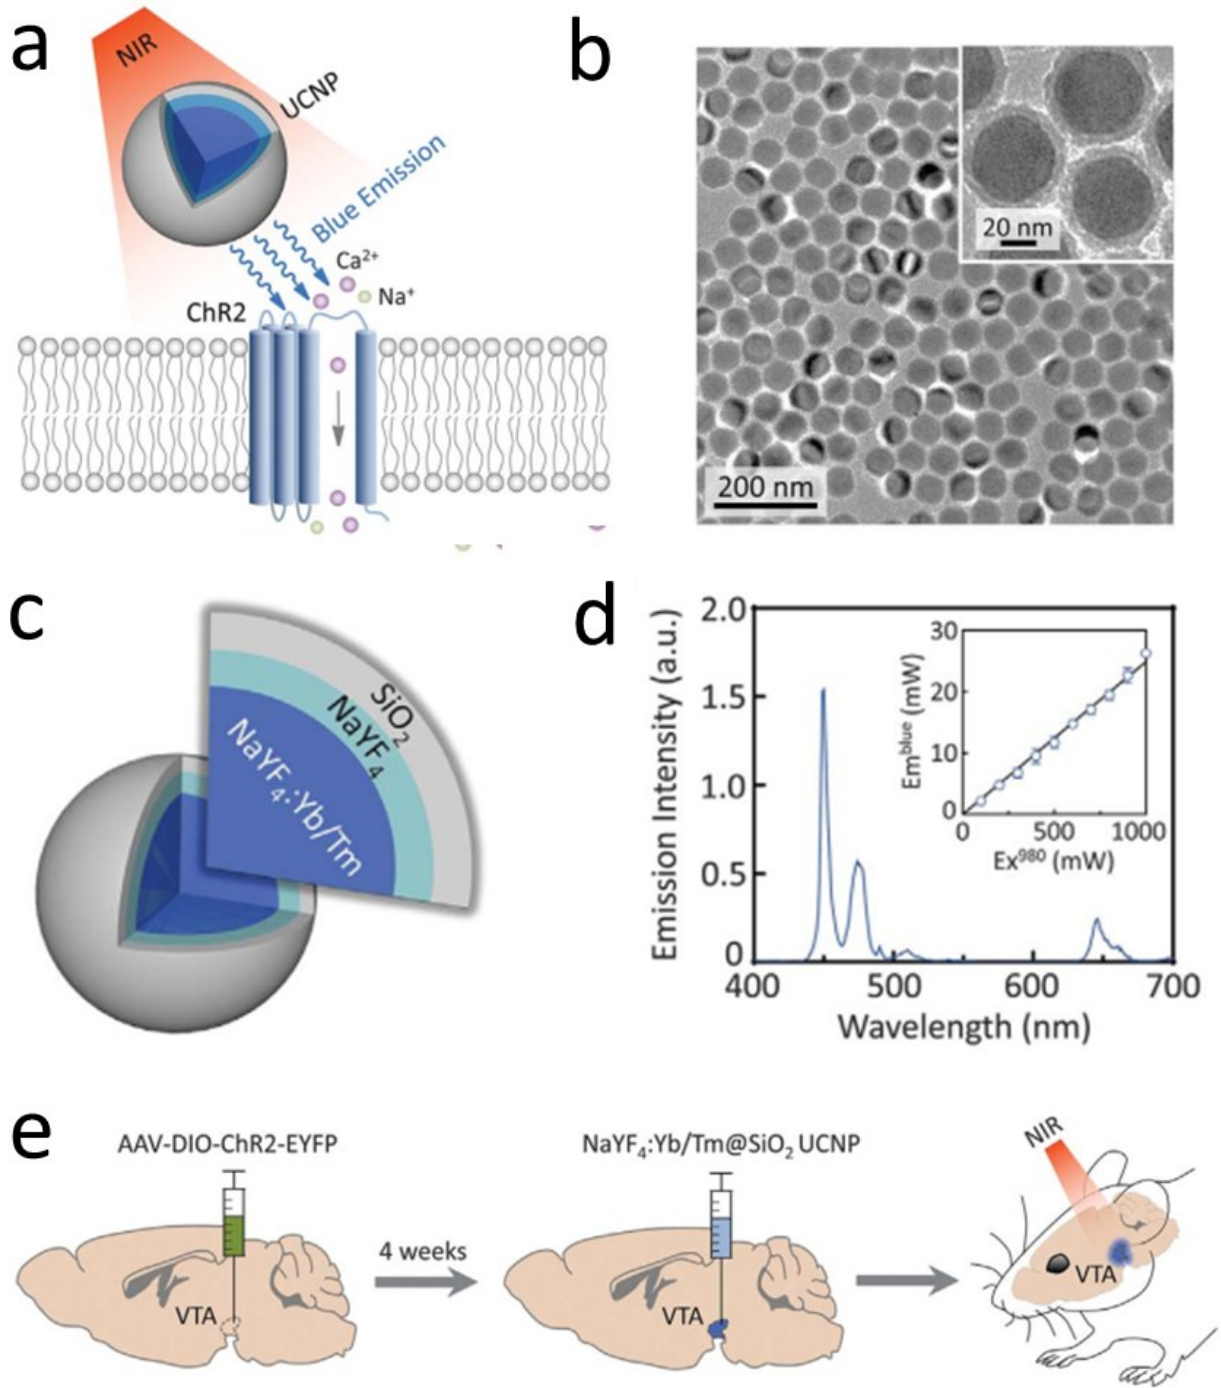 a
NIR
UCNP
Blue Emission
Ca²⁺
Na⁺
ChR2
b
20 nm
200 nm
c
SiO₂
NaYF₄
NaYF₄:Yb/Tm
d
2.0
1.5
1.0
0.5
0
400 500 600 700
Wavelength (nm)
Emission Intensity (a.u.)
30
20
10
0
0 500 1000
Ex⁹⁸⁰ (mW)
Emᵇˡᵘᵉ (mW)
e
AAV-DIO-ChR2-EYFP
VTA
4 weeks
NaYF₄:Yb/Tm@SiO₂ UCNP
VTA
NIR
VTA